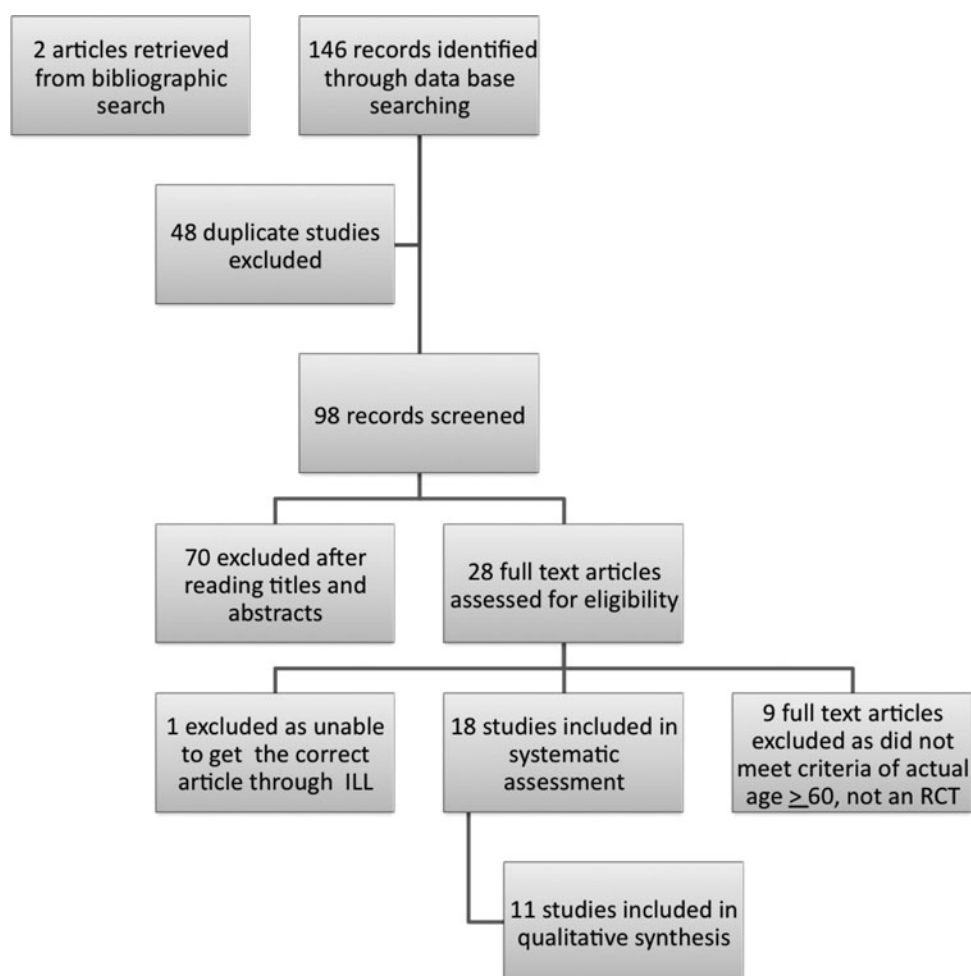 2 articles retrieved
from bibliographic
search
146 records identified
through data base
searching
48 duplicate studies
excluded
98 records screened
70 excluded after
reading titles and
abstracts
28 full text articles
assessed for eligibility
1 excluded as unable
to get the correct
article through ILL
18 studies included in
systematic
assessment
9 full text articles
excluded as did not
meet criteria of actual
age ≥60, not an RCT
11 studies included in
qualitative synthesis